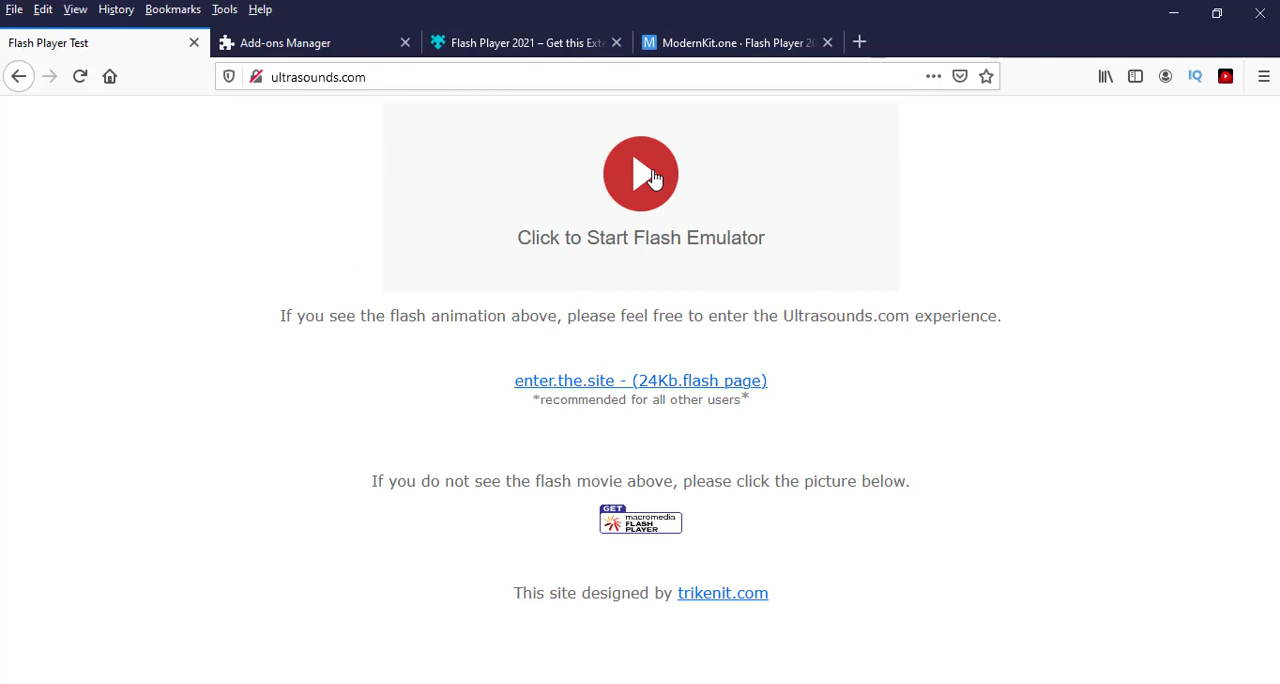 File Edit View History Bookmarks Tools Help
Flash Player Test
Add-ons Manager
Flash Player 2021 – Get this Exte
ModernKit.one · Flash Player 20
ultrasounds.com
IQ
Click to Start Flash Emulator
If you see the flash animation above, please feel free to enter the Ultrasounds.com experience.
enter.the.site - (24Kb.flash page)
*recommended for all other users*
If you do not see the flash movie above, please click the picture below.
GET
macromedia
FLASH
PLAYER
This site designed by trikenit.com